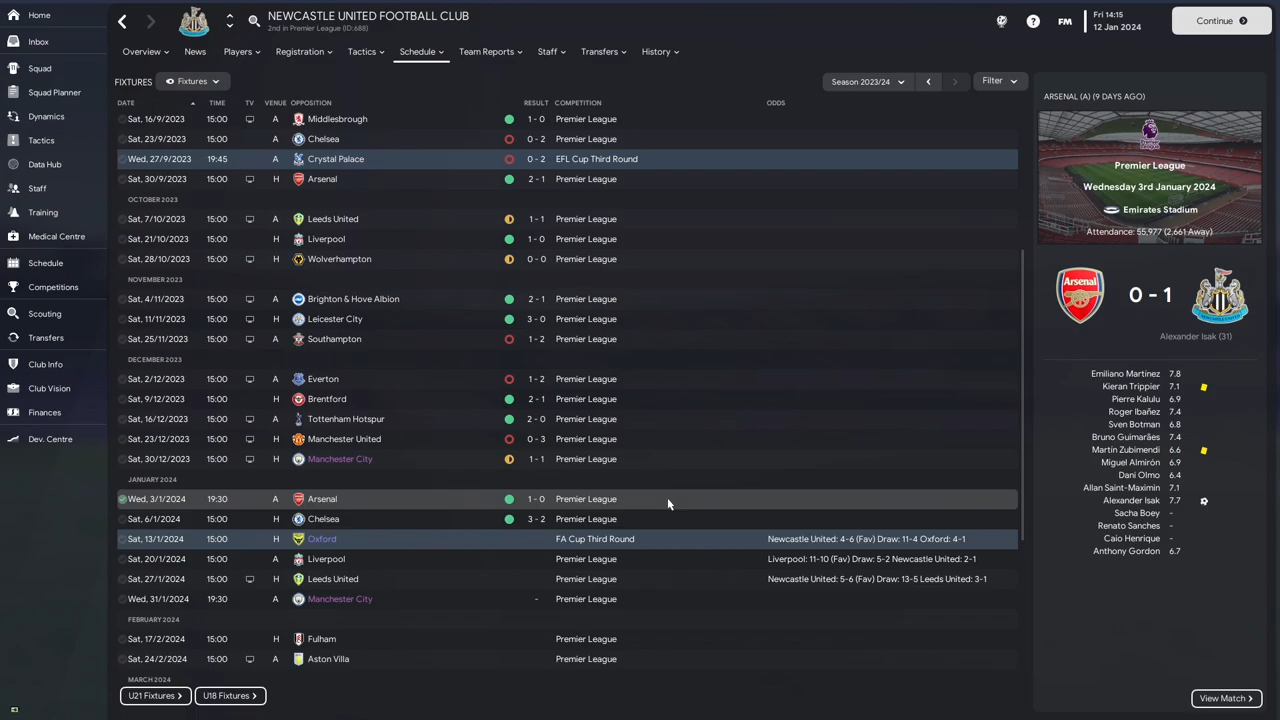 Home
Inbox
Squad
Squad Planner
Dynamics
Tactics
Data Hub
Staff
Training
Medical Centre
Schedule
Competitions
Scouting
Transfers
Club Info
Club Vision
Finances
Dev. Centre
NEWCASTLE UNITED FOOTBALL CLUB
2nd in Premier League (ID:688)
? FM Fri 14:15
12 Jan 2024
Continue
Overview News Players Registration Tactics Schedule Team Reports Staff Transfers History
FIXTURES Fixtures Season 2023/24 Filter
DATE TIME TV VENUE OPPOSITION RESULT COMPETITION ODDS
Sat, 16/9/2023 15:00 A Middlesbrough 1 - 0 Premier League
Sat, 23/9/2023 15:00 A Chelsea 0 - 2 Premier League
Wed, 27/9/2023 19:45 A Crystal Palace 0 - 2 EFL Cup Third Round
Sat, 30/9/2023 15:00 H Arsenal 2 - 1 Premier League
OCTOBER 2023
Sat, 7/10/2023 15:00 A Leeds United 1 - 1 Premier League
Sat, 21/10/2023 15:00 H Liverpool 1 - 0 Premier League
Sat, 28/10/2023 15:00 H Wolverhampton 0 - 0 Premier League
NOVEMBER 2023
Sat, 4/11/2023 15:00 A Brighton & Hove Albion 2 - 1 Premier League
Sat, 11/11/2023 15:00 H Leicester City 3 - 0 Premier League
Sat, 25/11/2023 15:00 A Southampton 1 - 2 Premier League
DECEMBER 2023
Sat, 2/12/2023 15:00 A Everton 1 - 2 Premier League
Sat, 9/12/2023 15:00 H Brentford 2 - 1 Premier League
Sat, 16/12/2023 15:00 A Tottenham Hotspur 2 - 0 Premier League
Sat, 23/12/2023 15:00 H Manchester United 0 - 3 Premier League
Sat, 30/12/2023 15:00 H Manchester City 1 - 1 Premier League
JANUARY 2024
Wed, 3/1/2024 19:30 A Arsenal 1 - 0 Premier League
Sat, 6/1/2024 15:00 H Chelsea 3 - 2 Premier League
Sat, 13/1/2024 15:00 H Oxford FA Cup Third Round Newcastle United: 4-6 (Fav) Draw: 11-4 Oxford: 4-1
Sat, 20/1/2024 15:00 A Liverpool Premier League Liverpool: 11-10 (Fav) Draw: 5-2 Newcastle United: 2-1
Sat, 27/1/2024 15:00 H Leeds United Premier League Newcastle United: 5-6 (Fav) Draw: 13-5 Leeds United: 3-1
Wed, 31/1/2024 19:30 A Manchester City - Premier League
FEBRUARY 2024
Sat, 17/2/2024 15:00 H Fulham Premier League
Sat, 24/2/2024 15:00 A Aston Villa Premier League
MARCH 2024
U21 Fixtures U18 Fixtures
ARSENAL (A) (9 DAYS AGO)
Premier League
Wednesday 3rd January 2024
Emirates Stadium
Attendance: 55,977 (2,661 Away)
Arsenal 0 - 1
Alexander Isak (31)
Emiliano Martínez 7.8
Kieran Trippier 7.1
Pierre Kalulu 6.9
Roger Ibañez 7.4
Sven Botman 6.8
Bruno Guimarães 7.4
Martín Zubimendi 6.6
Miguel Almirón 6.9
Dani Olmo 6.4
Allan Saint-Maximin 7.1
Alexander Isak 7.7
Sacha Boey -
Renato Sanches -
Caio Henrique -
Anthony Gordon 6.7
View Match